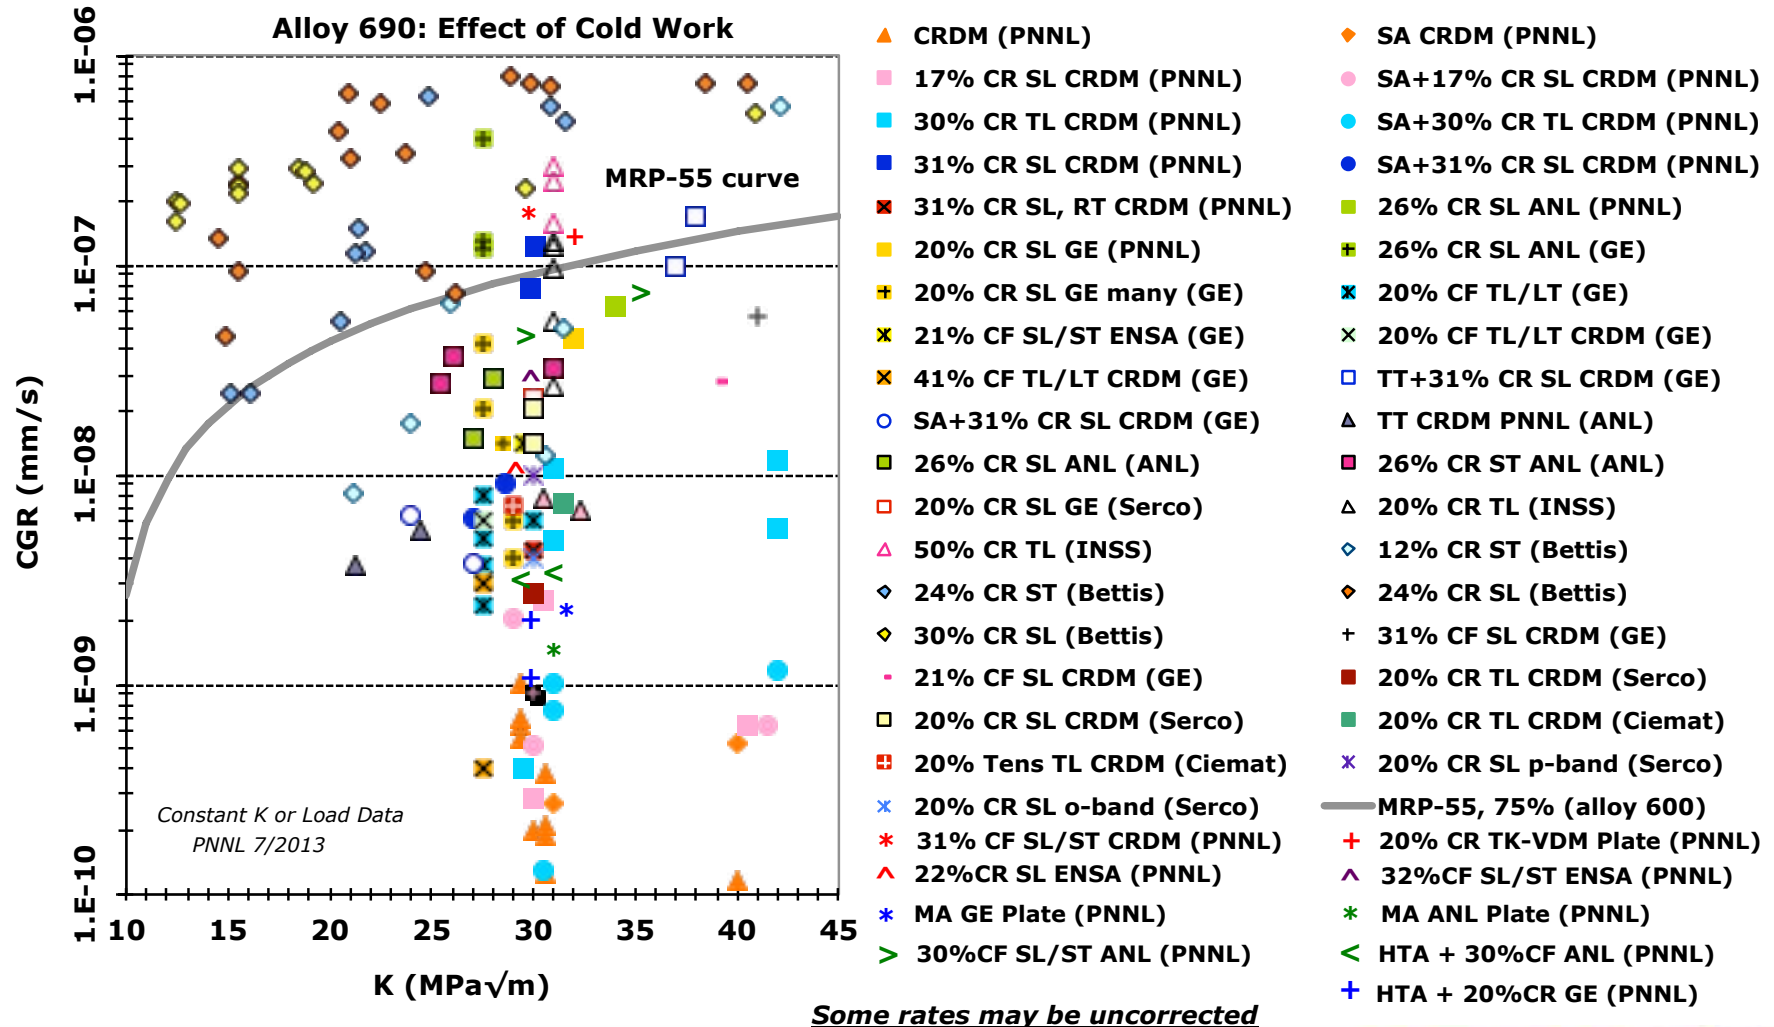 Alloy 690: Effect of Cold Work
CGR (mm/s)
1.E-06
1.E-07
1.E-08
1.E-09
1.E-10
MRP-55 curve
Constant K or Load Data
PNNL 7/2013
10 15 20 25 30 35 40 45
K (MPa√m)
CRDM (PNNL)
SA CRDM (PNNL)
17% CR SL CRDM (PNNL)
SA+17% CR SL CRDM (PNNL)
30% CR TL CRDM (PNNL)
SA+30% CR TL CRDM (PNNL)
31% CR SL CRDM (PNNL)
SA+31% CR SL CRDM (PNNL)
31% CR SL, RT CRDM (PNNL)
26% CR SL ANL (PNNL)
20% CR SL GE (PNNL)
26% CR SL ANL (GE)
20% CR SL GE many (GE)
20% CF TL/LT (GE)
21% CF SL/ST ENSA (GE)
20% CF TL/LT CRDM (GE)
41% CF TL/LT CRDM (GE)
TT+31% CR SL CRDM (GE)
SA+31% CR SL CRDM (GE)
TT CRDM PNNL (ANL)
26% CR SL ANL (ANL)
26% CR ST ANL (ANL)
20% CR SL GE (Serco)
20% CR TL (INSS)
50% CR TL (INSS)
12% CR ST (Bettis)
24% CR ST (Bettis)
24% CR SL (Bettis)
30% CR SL (Bettis)
31% CF SL CRDM (GE)
21% CF SL CRDM (GE)
20% CR TL CRDM (Serco)
20% CR SL CRDM (Serco)
20% CR TL CRDM (Ciemat)
20% Tens TL CRDM (Ciemat)
20% CR SL p-band (Serco)
20% CR SL o-band (Serco)
MRP-55, 75% (alloy 600)
31% CF SL/ST CRDM (PNNL)
20% CR TK-VDM Plate (PNNL)
22%CR SL ENSA (PNNL)
32%CF SL/ST ENSA (PNNL)
MA GE Plate (PNNL)
MA ANL Plate (PNNL)
30%CF SL/ST ANL (PNNL)
HTA + 30%CF ANL (PNNL)
HTA + 20%CR GE (PNNL)
Some rates may be uncorrected